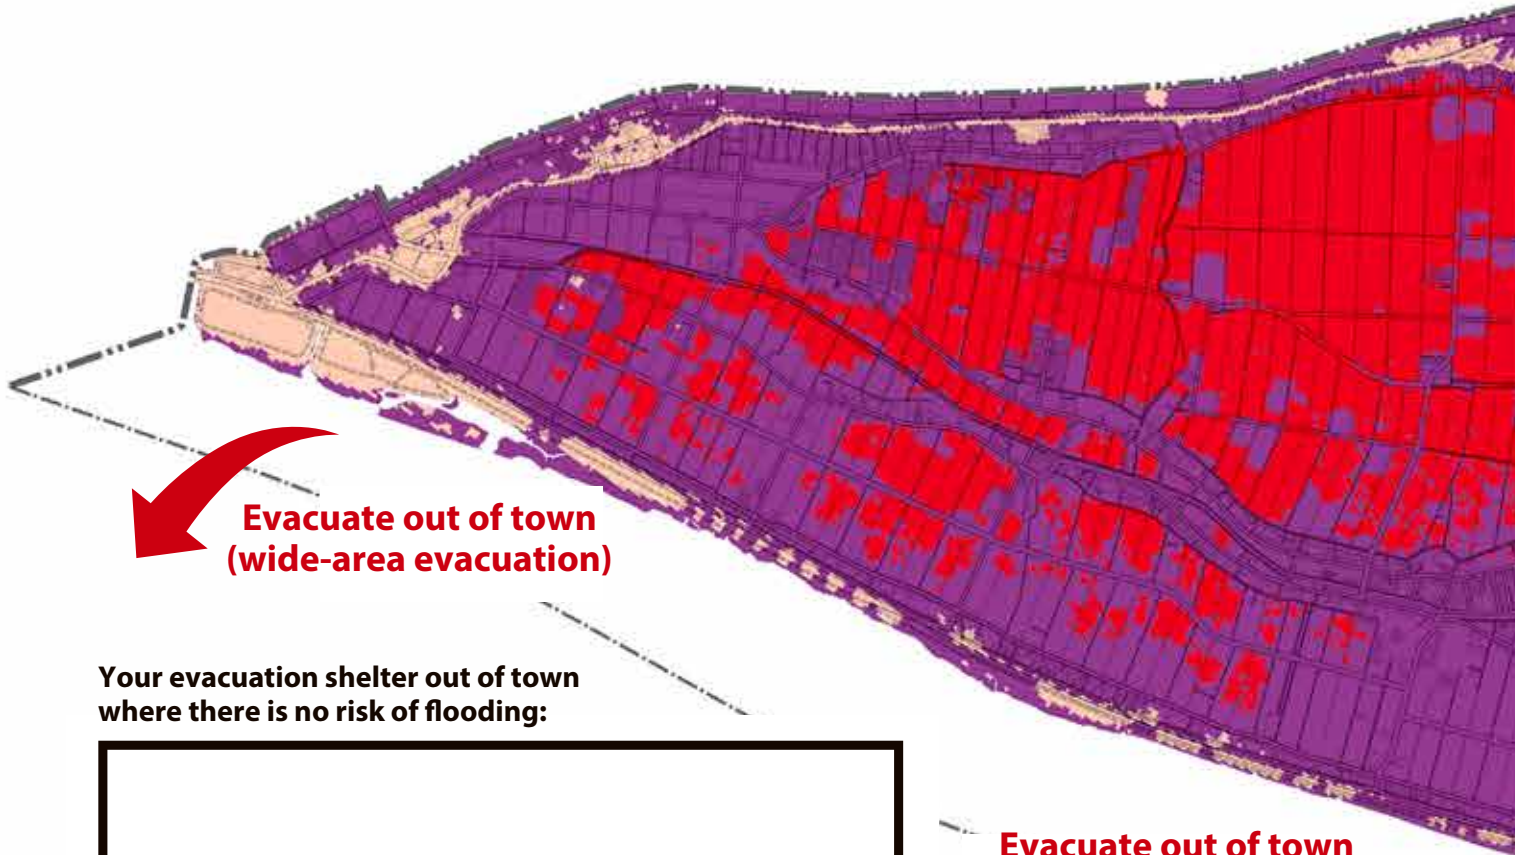 Evacuate out of town
(wide-area evacuation)
Your evacuation shelter out of town
where there is no risk of flooding:
Evacuate out of town